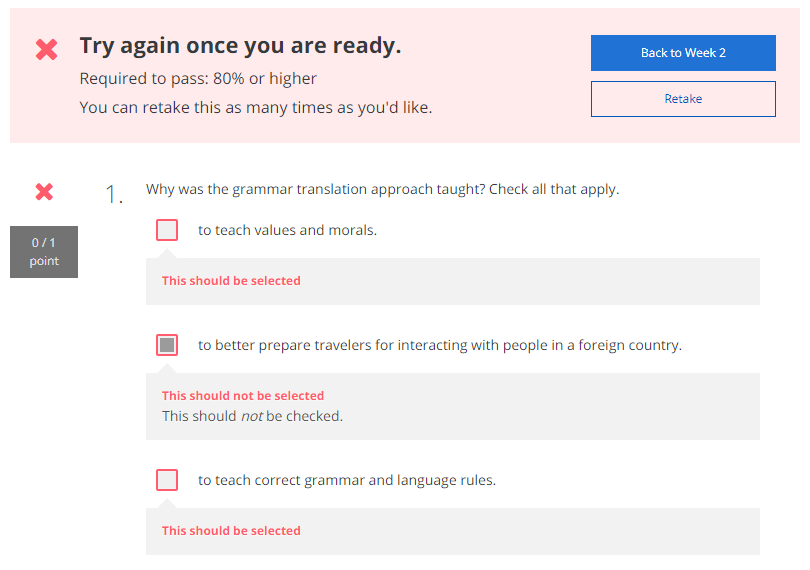 Try again once you are ready.
Required to pass: 80% or higher
You can retake this as many times as you'd like.
Back to Week 2
Retake
1. Why was the grammar translation approach taught? Check all that apply.
0 / 1
point
to teach values and morals.
This should be selected
to better prepare travelers for interacting with people in a foreign country.
This should not be selected
This should not be checked.
to teach correct grammar and language rules.
This should be selected